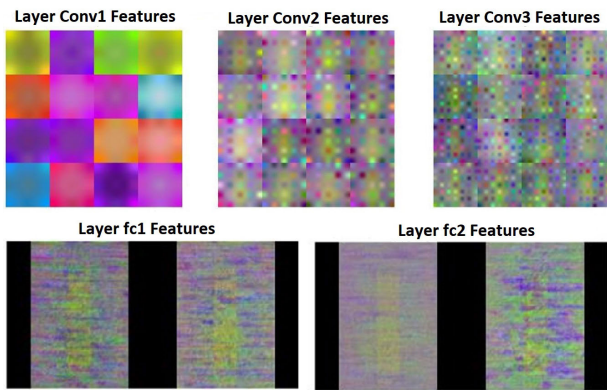 Layer Conv1 Features
Layer Conv2 Features
Layer Conv3 Features
Layer fc1 Features
Layer fc2 Features